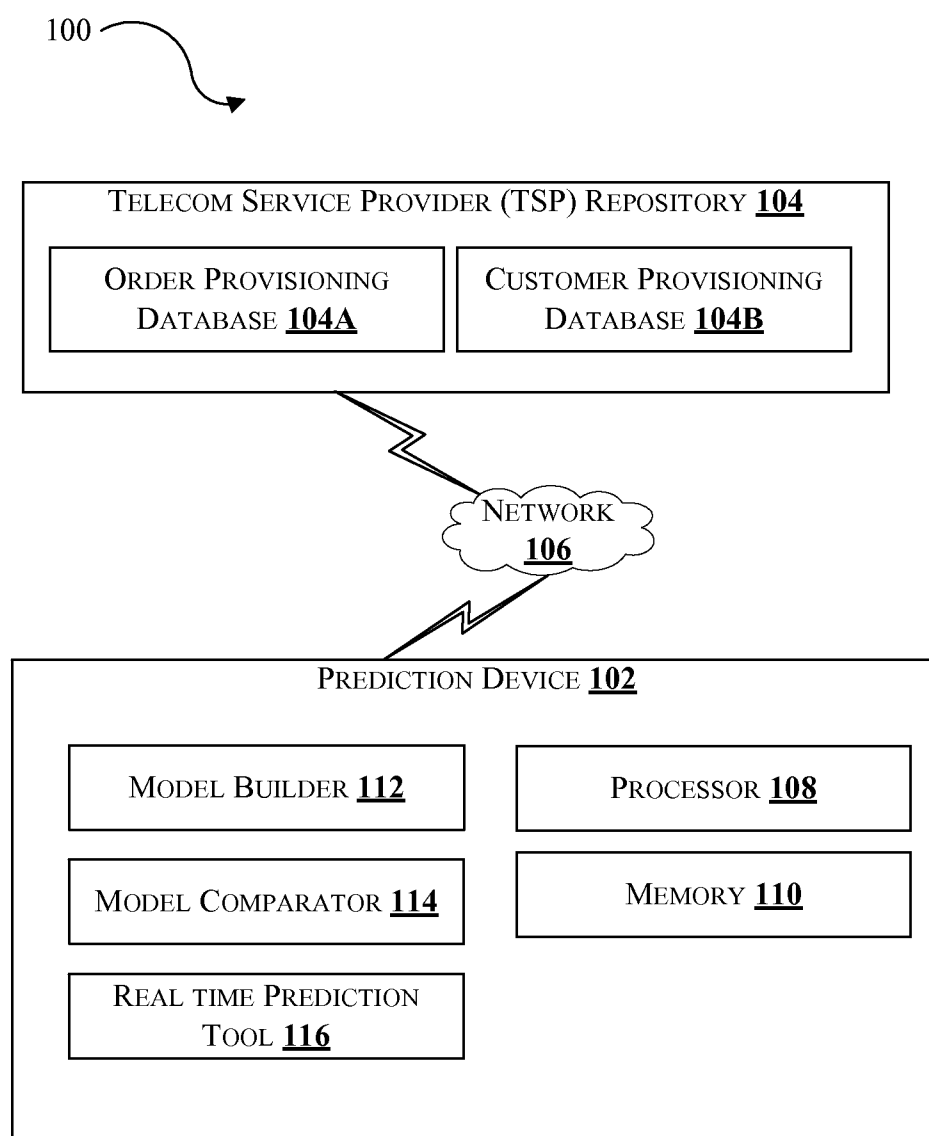 100
TELECOM SERVICE PROVIDER (TSP) REPOSITORY 104
ORDER PROVISIONING
DATABASE 104A
CUSTOMER PROVISIONING
DATABASE 104B
NETWORK
106
PREDICTION DEVICE 102
MODEL BUILDER 112
PROCESSOR 108
MODEL COMPARATOR 114
MEMORY 110
REAL TIME PREDICTION
TOOL 116